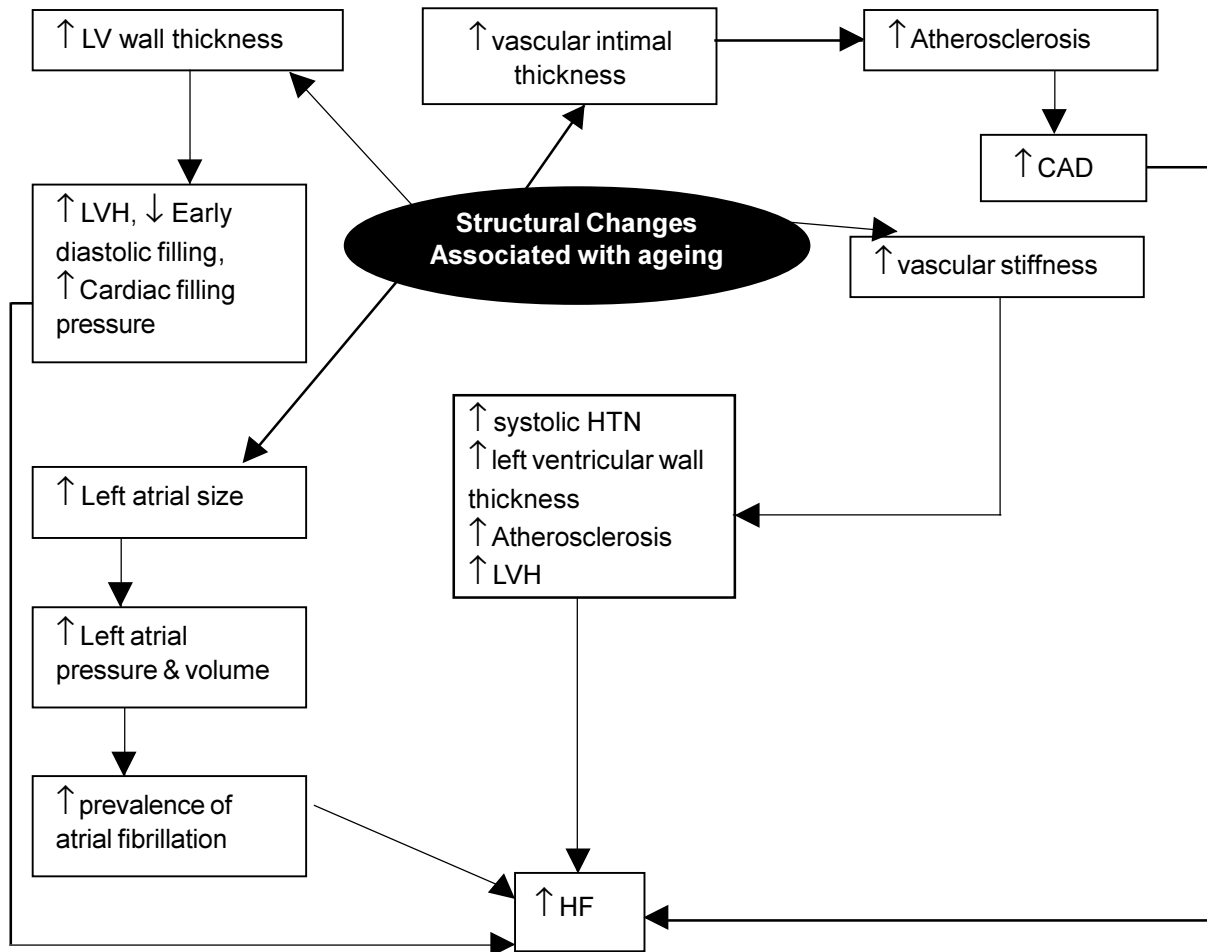 ↑ LV wall thickness
↑ vascular intimal
thickness
↑ Atherosclerosis
↑ CAD
↑ LVH, ↓ Early
diastolic filling,
↑ Cardiac filling
pressure
Structural Changes
Associated with ageing
↑ vascular stiffness
↑ systolic HTN
↑ left ventricular wall
thickness
↑ Atherosclerosis
↑ LVH
↑ Left atrial size
↑ Left atrial
pressure & volume
↑ prevalence of
atrial fibrillation
↑ HF